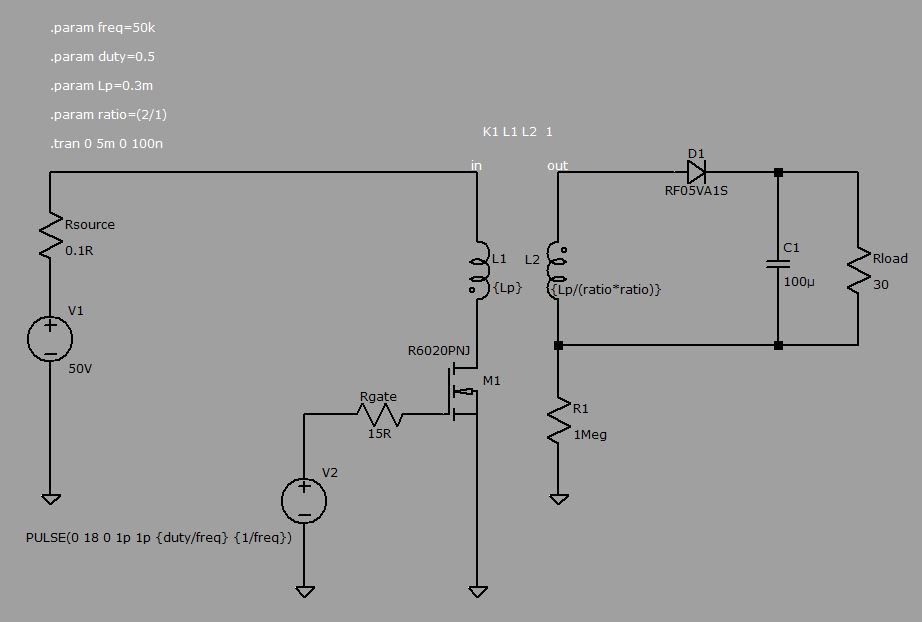 .param freq=50k
.param duty=0.5
.param Lp=0.3m
.param ratio=(2/1)
.tran 0 5m 0 100n
K1 L1 L2 1
in
out
D1
RF05VA1S
Rsource
0.1R
L1
{Lp}
L2
{Lp/(ratio*ratio)}
C1
100µ
Rload
30
V1
50V
R6020PNJ
M1
Rgate
15R
R1
1Meg
V2
PULSE(0 18 0 1p 1p {duty/freq} {1/freq})